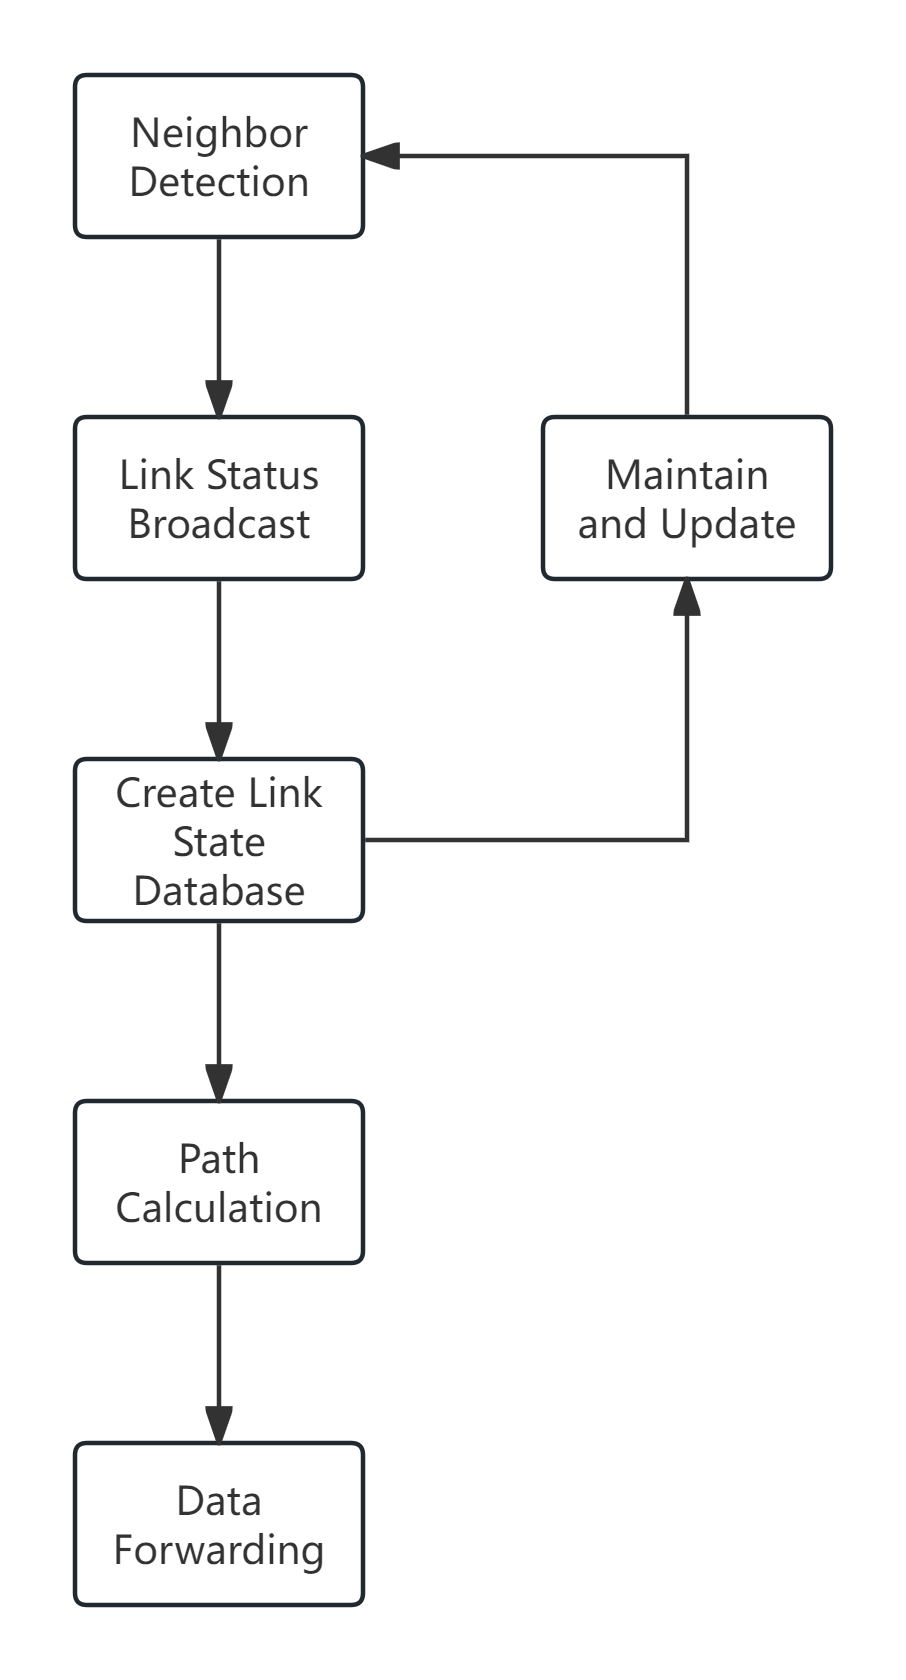 Neighbor
Detection
Link Status
Broadcast
Maintain
and Update
Create Link
State
Database
Path
Calculation
Data
Forwarding